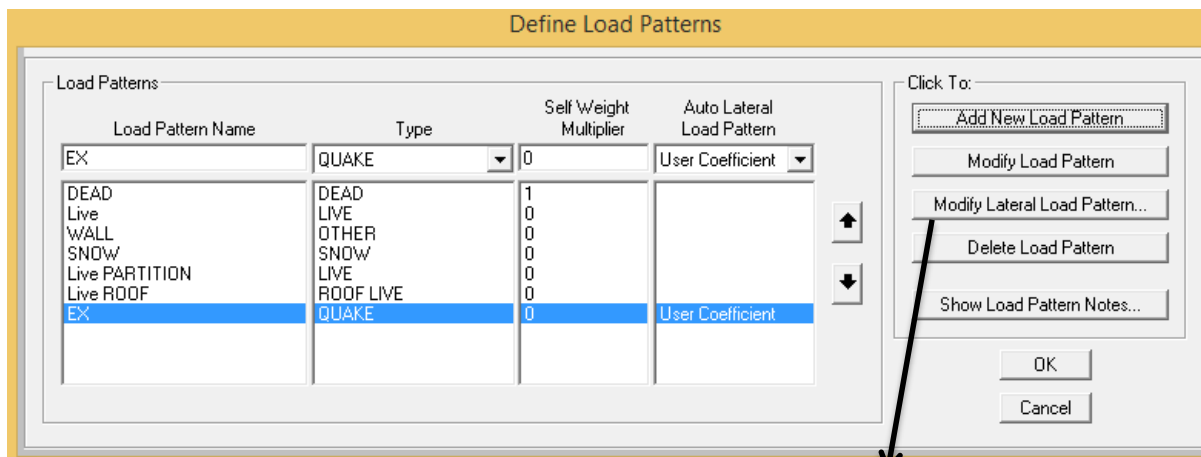 Define Load Patterns
Load Patterns
Load Pattern Name Type Self Weight Multiplier Auto Lateral Load Pattern
EX QUAKE 0 User Coefficient
DEAD DEAD 1
Live LIVE 0
WALL OTHER 0
SNOW SNOW 0
Live PARTITION LIVE 0
Live ROOF ROOF LIVE 0
EX QUAKE 0 User Coefficient
Click To:
Add New Load Pattern
Modify Load Pattern
Modify Lateral Load Pattern...
Delete Load Pattern
Show Load Pattern Notes...
OK
Cancel